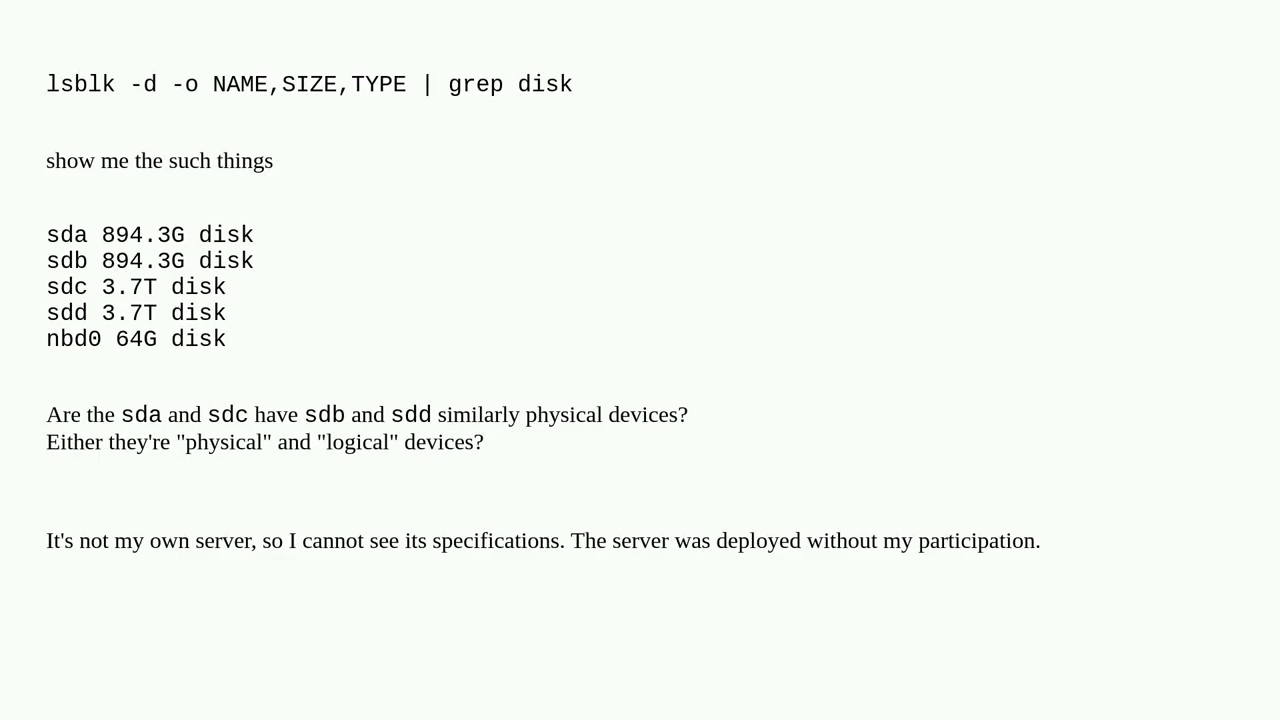 lsblk -d -o NAME,SIZE,TYPE | grep disk
show me the such things
sda 894.3G disk
sdb 894.3G disk
sdc 3.7T disk
sdd 3.7T disk
nbd0 64G disk
Are the sda and sdc have sdb and sdd similarly physical devices?
Either they're "physical" and "logical" devices?
It's not my own server, so I cannot see its specifications. The server was deployed without my participation.